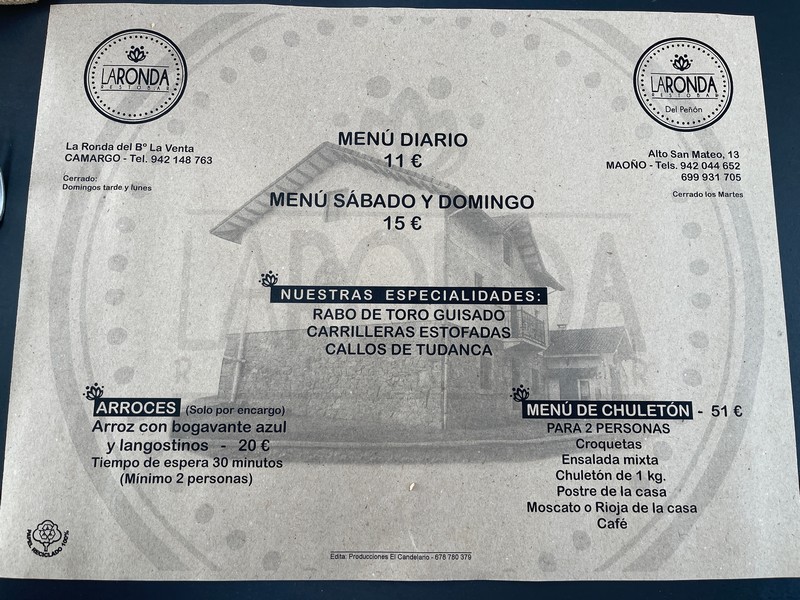 LARONDA
RESTOBAR
La Ronda del Bº La Venta
CAMARGO - Tel. 942 148 763
Cerrado:
Domingos tarde y lunes
LARONDA
RESTOBAR
Del Peñón
Alto San Mateo, 13
MAOÑO - Tels. 942 044 652
699 931 705
Cerrado los Martes
MENÚ DIARIO
11 €
MENÚ SÁBADO Y DOMINGO
15 €
LARONDA
RESTOBAR
NUESTRAS ESPECIALIDADES:
RABO DE TORO GUISADO
CARRILLERAS ESTOFADAS
CALLOS DE TUDANCA
ARROCES (Solo por encargo)
Arroz con bogavante azul
y langostinos - 20 €
Tiempo de espera 30 minutos
(Mínimo 2 personas)
MENÚ DE CHULETÓN - 51 €
PARA 2 PERSONAS
Croquetas
Ensalada mixta
Chuletón de 1 kg.
Postre de la casa
Moscato o Rioja de la casa
Café
PAPEL RECICLADO 100%
Edita: Producciones El Candelario - 678 780 379